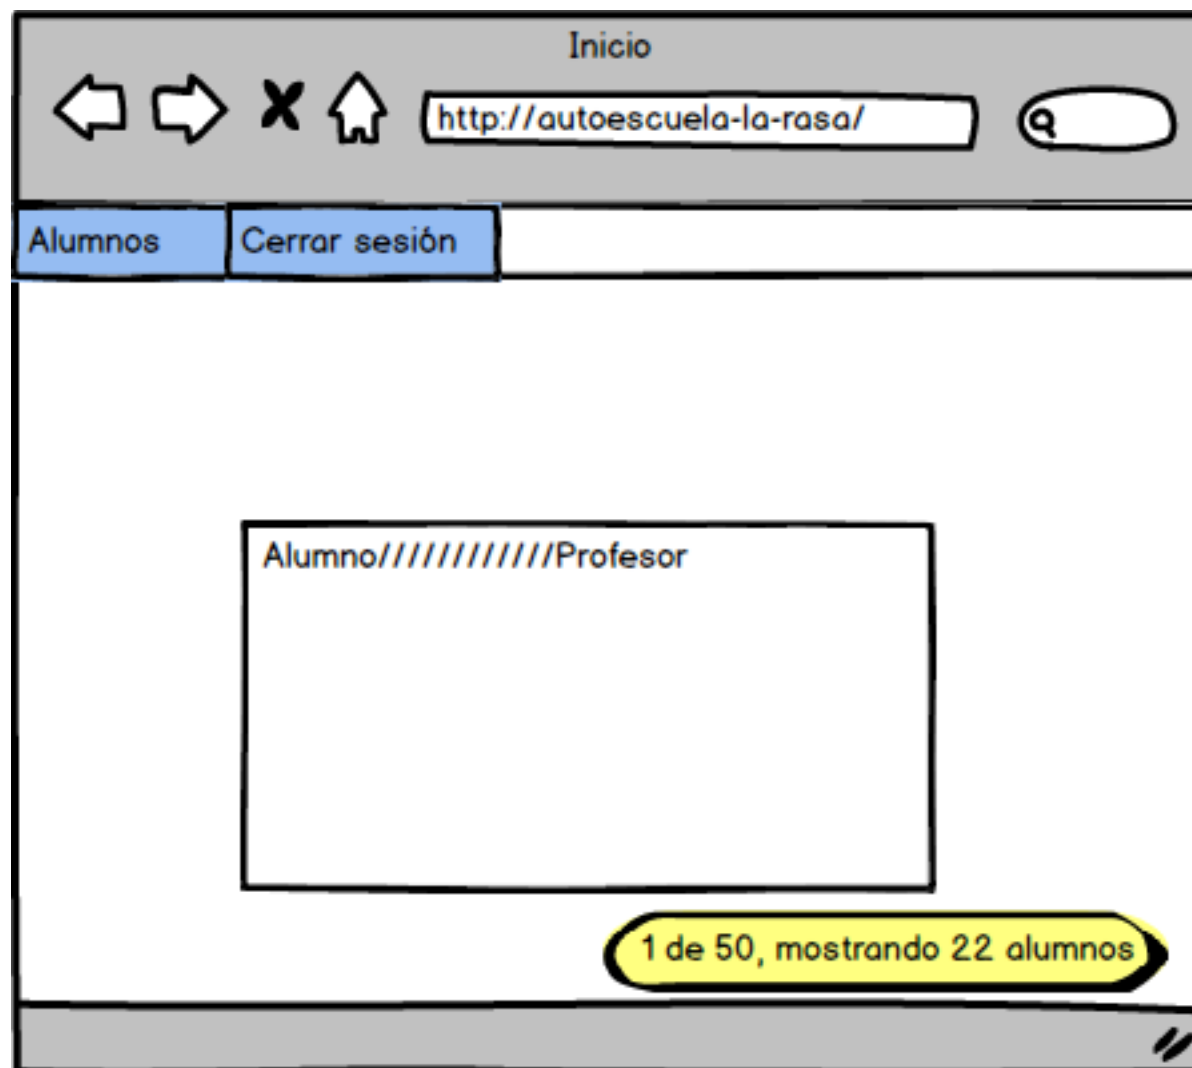 Inicio
http://autoescuela-la-rasa/
Alumnos
Cerrar sesión
Alumno////////////Profesor
1 de 50, mostrando 22 alumnos